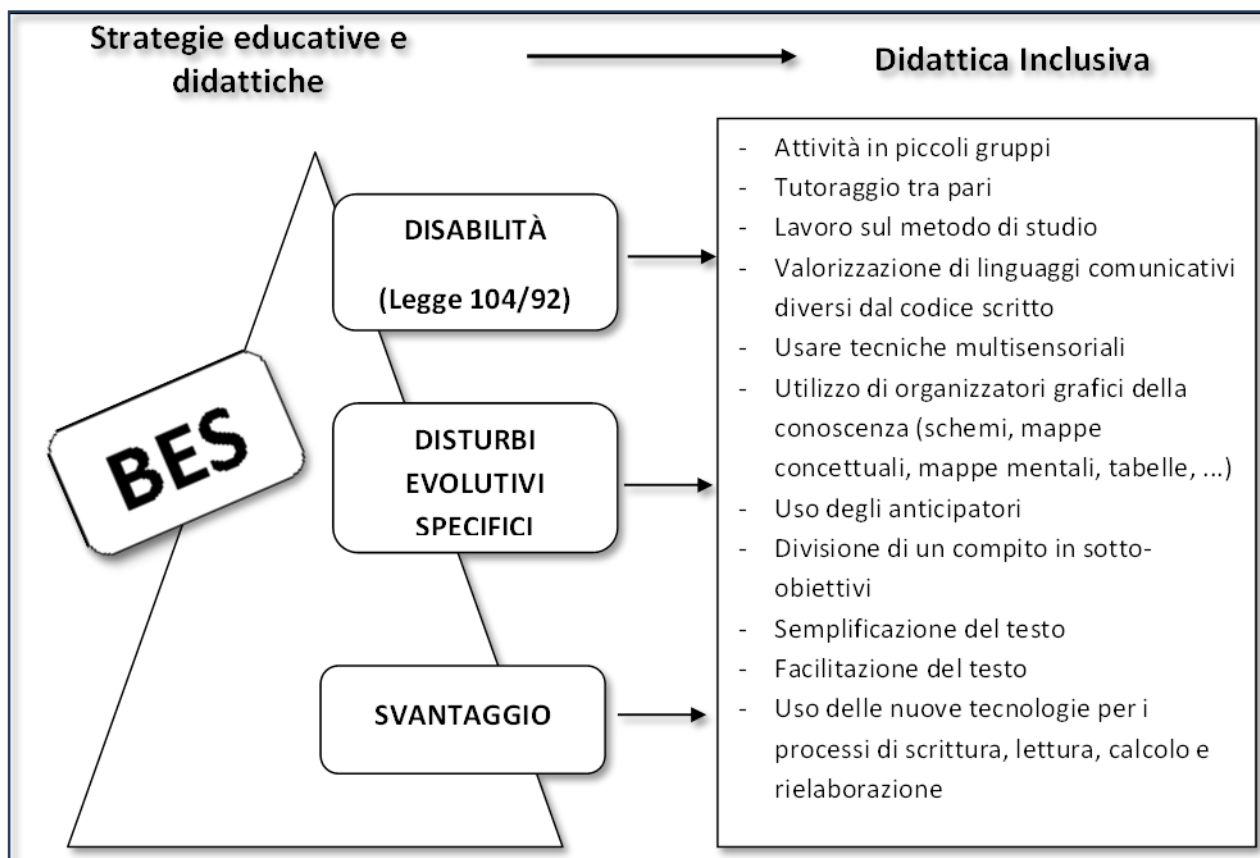 Strategie educative e
didattiche
Didattica Inclusiva
BES
DISABILITÀ
(Legge 104/92)
DISTURBI
EVOLUTIVI
SPECIFICI
SVANTAGGIO
- Attività in piccoli gruppi
- Tutoraggio tra pari
- Lavoro sul metodo di studio
- Valorizzazione di linguaggi comunicativi
diversi dal codice scritto
- Usare tecniche multisensoriali
- Utilizzo di organizzatori grafici della
conoscenza (schemi, mappe
concettuali, mappe mentali, tabelle, ...)
- Uso degli anticipatori
- Divisione di un compito in sotto-
obiettivi
- Semplificazione del testo
- Facilitazione del testo
- Uso delle nuove tecnologie per i
processi di scrittura, lettura, calcolo e
rielaborazione